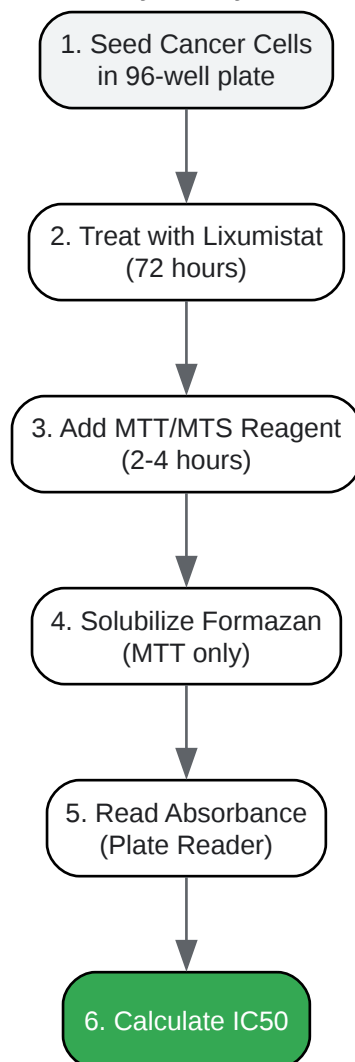 1. Seed Cancer Cells
in 96-well plate
2. Treat with Lixumistat
(72 hours)
3. Add MTT/MTS Reagent
(2-4 hours)
4. Solubilize Formazan
(MTT only)
5. Read Absorbance
(Plate Reader)
6. Calculate IC50